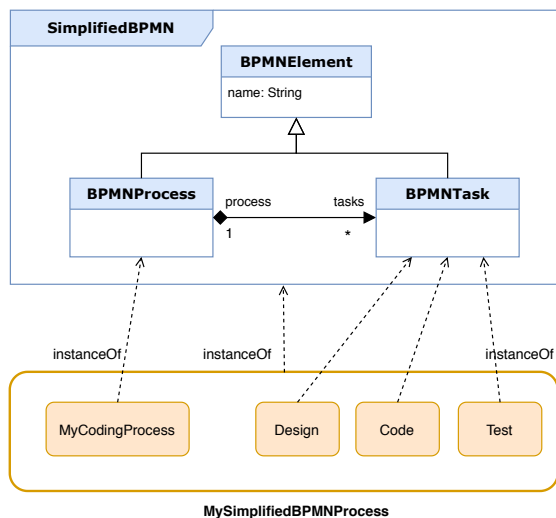 SimplifiedBPMN
BPMNElement
name: String
BPMNProcess
process
tasks
BPMNTask
1
*
instanceOf
instanceOf
instanceOf
MyCodingProcess
Design
Code
Test
MySimplifiedBPMNProcess